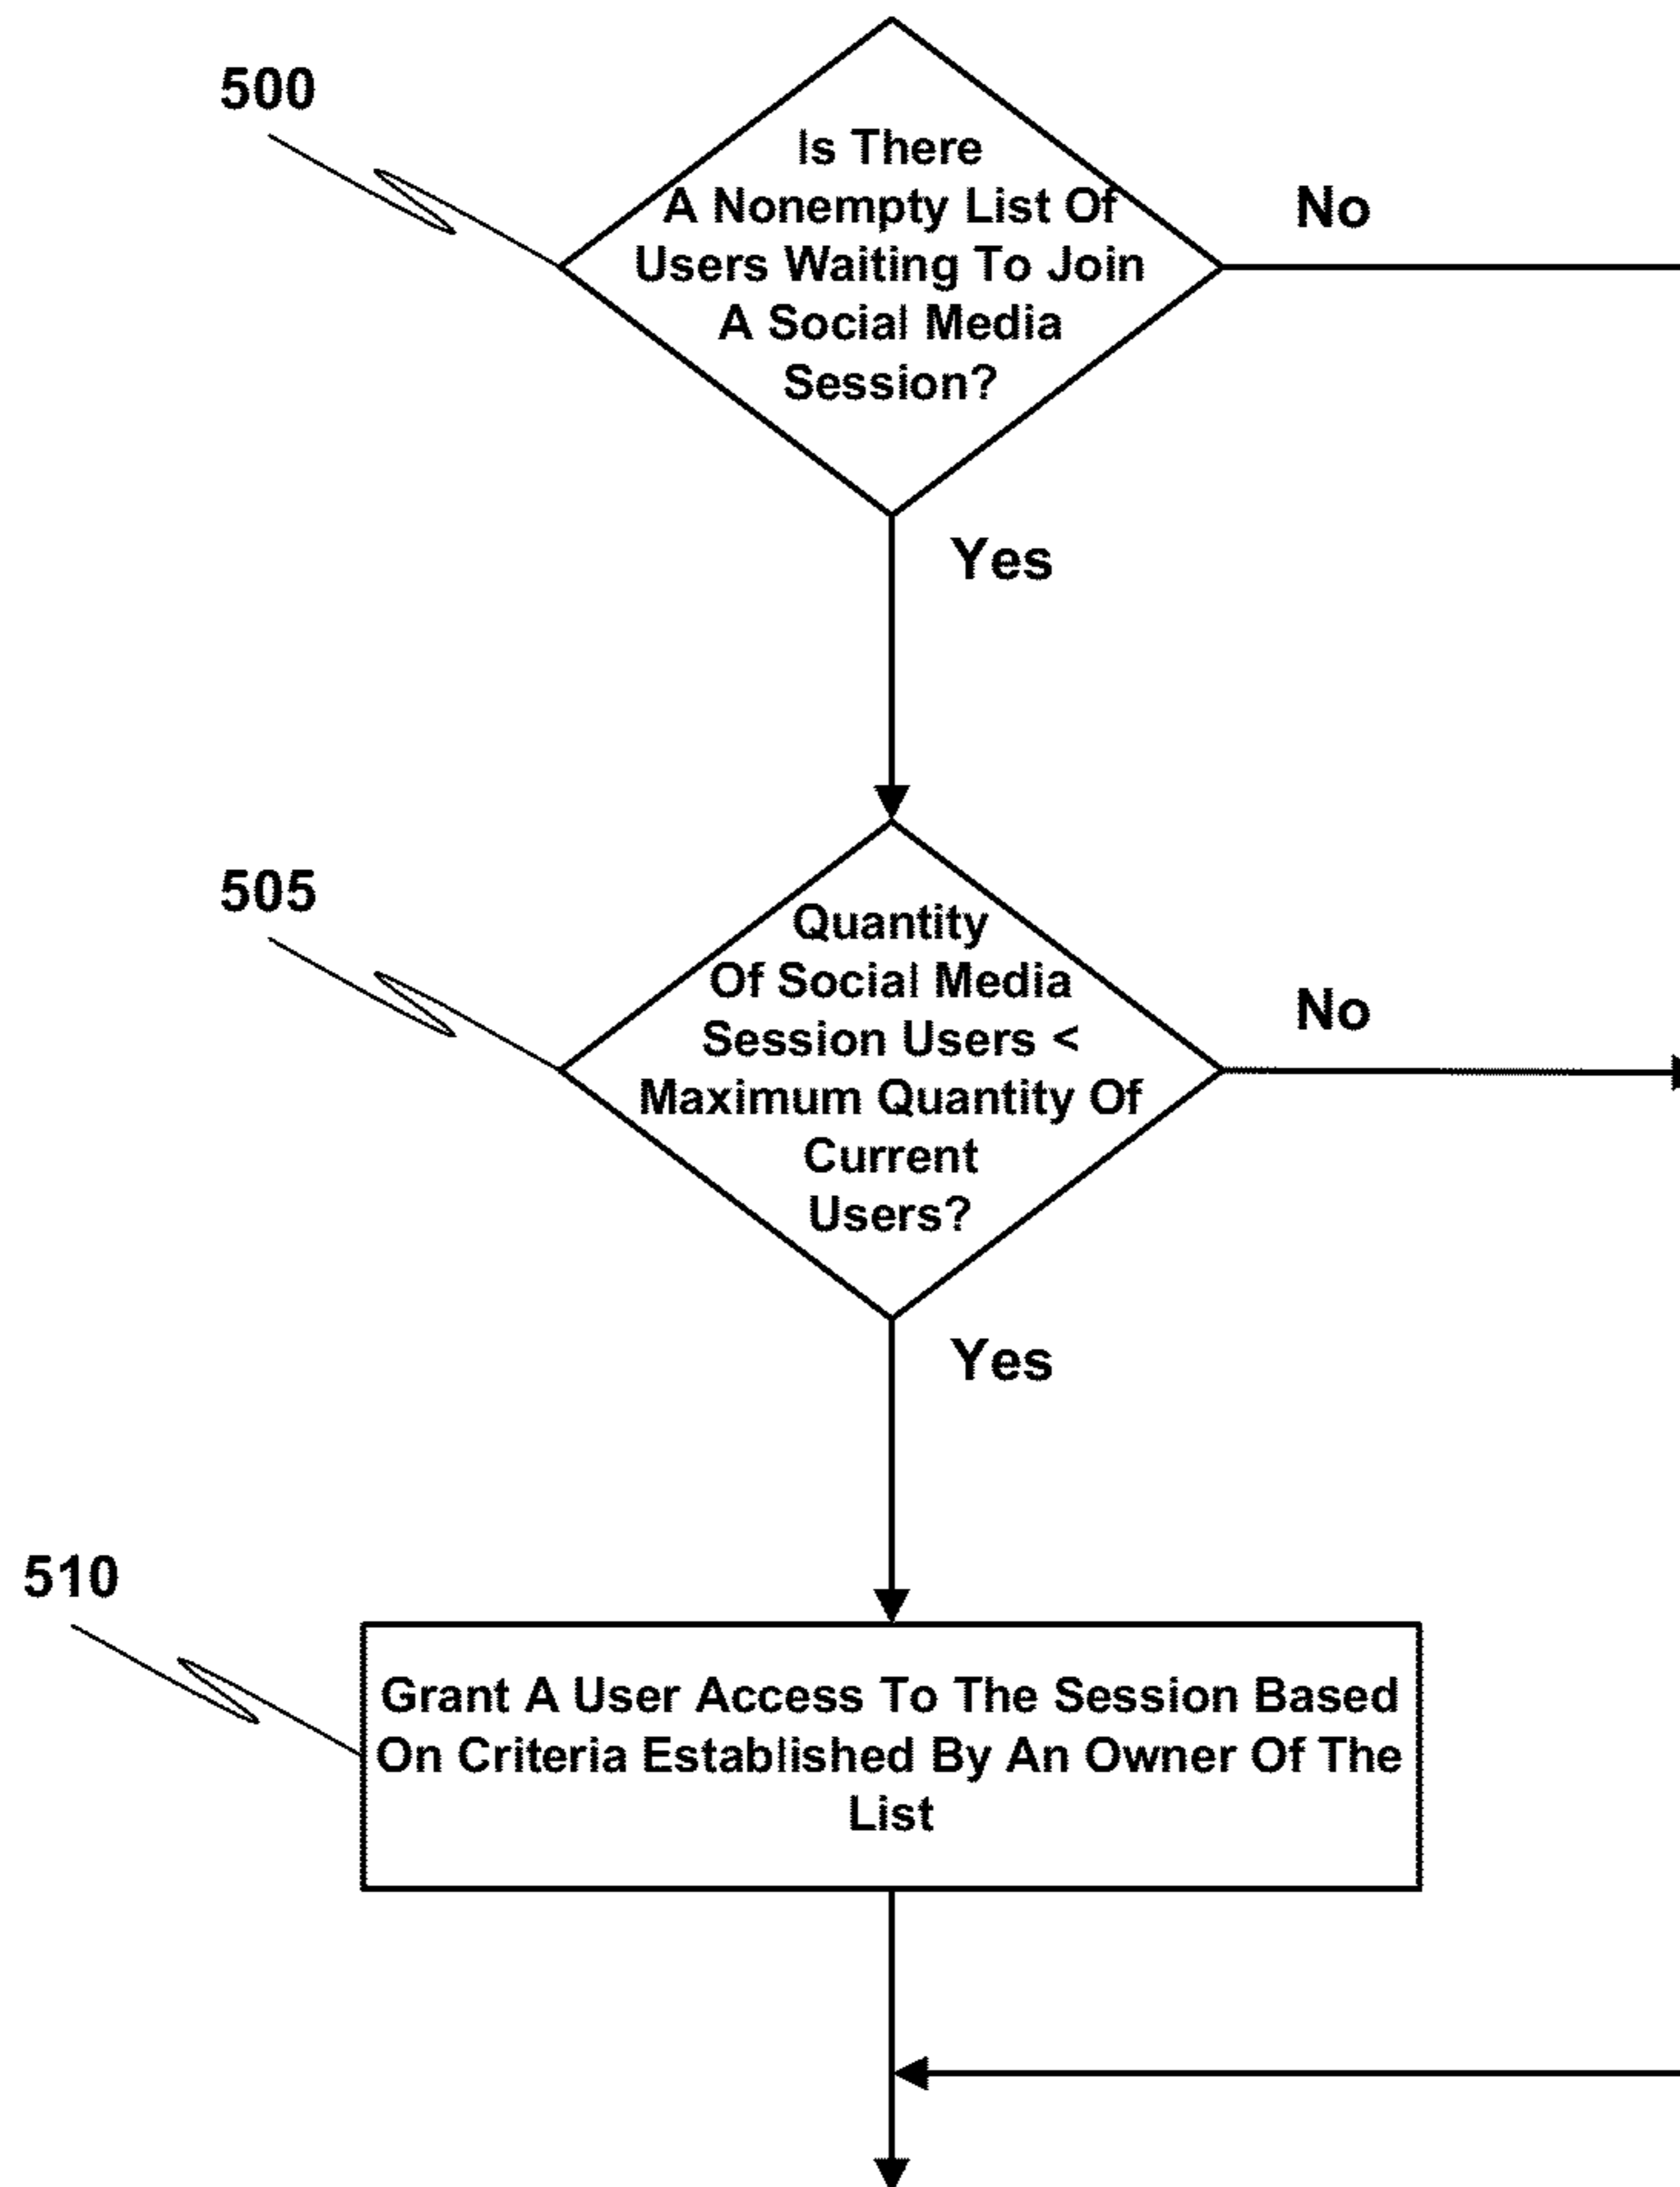 500
Is There
A Nonempty List Of
Users Waiting To Join
A Social Media
Session?
No
Yes
505
Quantity
Of Social Media
Session Users <
Maximum Quantity Of
Current
Users?
No
Yes
510
Grant A User Access To The Session Based
On Criteria Established By An Owner Of The
List